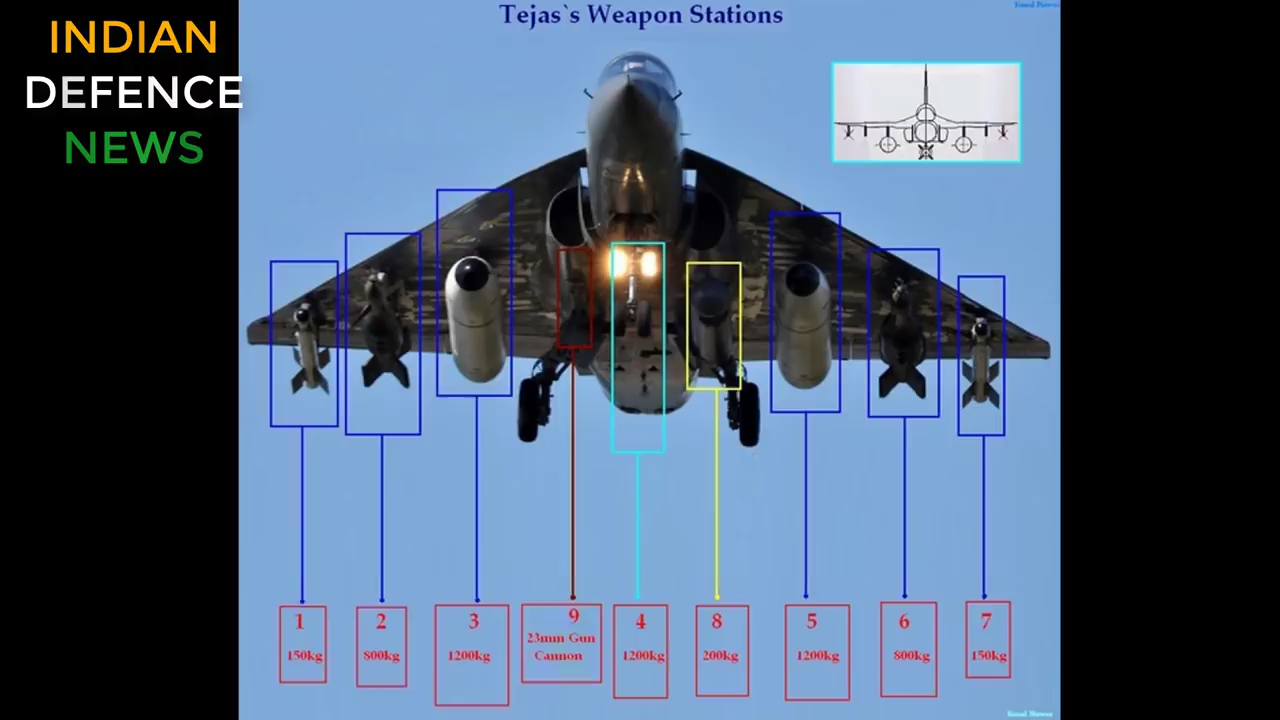 Tejas`s Weapon Stations
INDIAN
DEFENCE
NEWS
1
150kg
2
800kg
3
1200kg
9
23mm Gun
Cannon
4
1200kg
8
200kg
5
1200kg
6
800kg
7
150kg